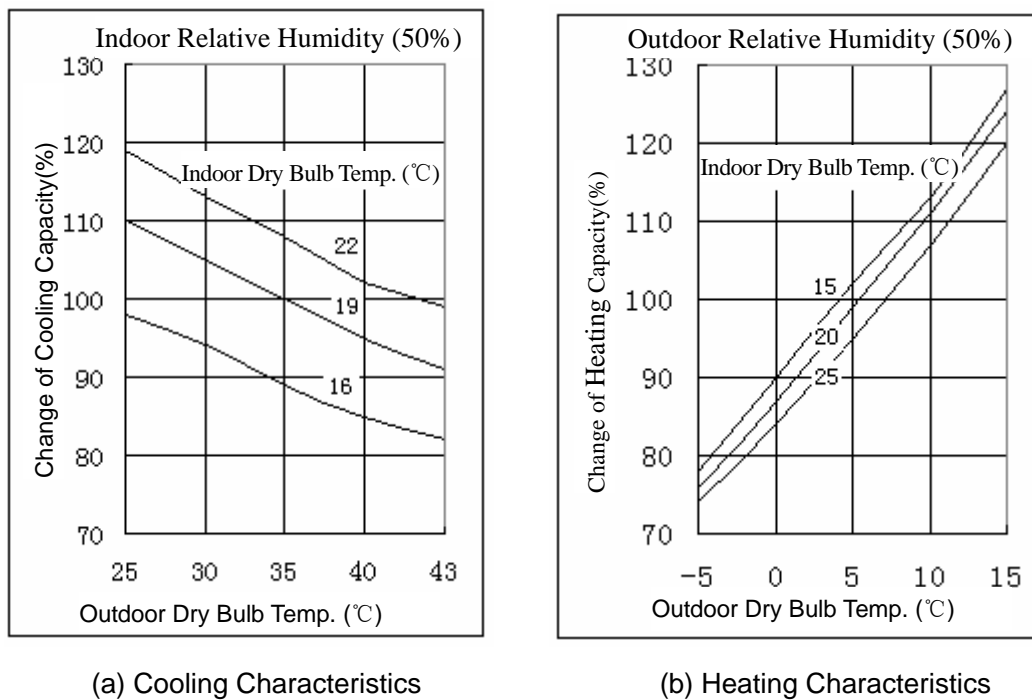 Indoor Relative Humidity (50%)
130
120
110
100
90
80
70
Change of Cooling Capacity(%)
Indoor Dry Bulb Temp. (℃)
22
19
16
25 30 35 40 43
Outdoor Dry Bulb Temp. (℃)
(a) Cooling Characteristics
Outdoor Relative Humidity (50%)
130
120
110
100
90
80
70
Change of Heating Capacity(%)
Indoor Dry Bulb Temp. (℃)
15
20
25
-5 0 5 10 15
Outdoor Dry Bulb Temp. (℃)
(b) Heating Characteristics